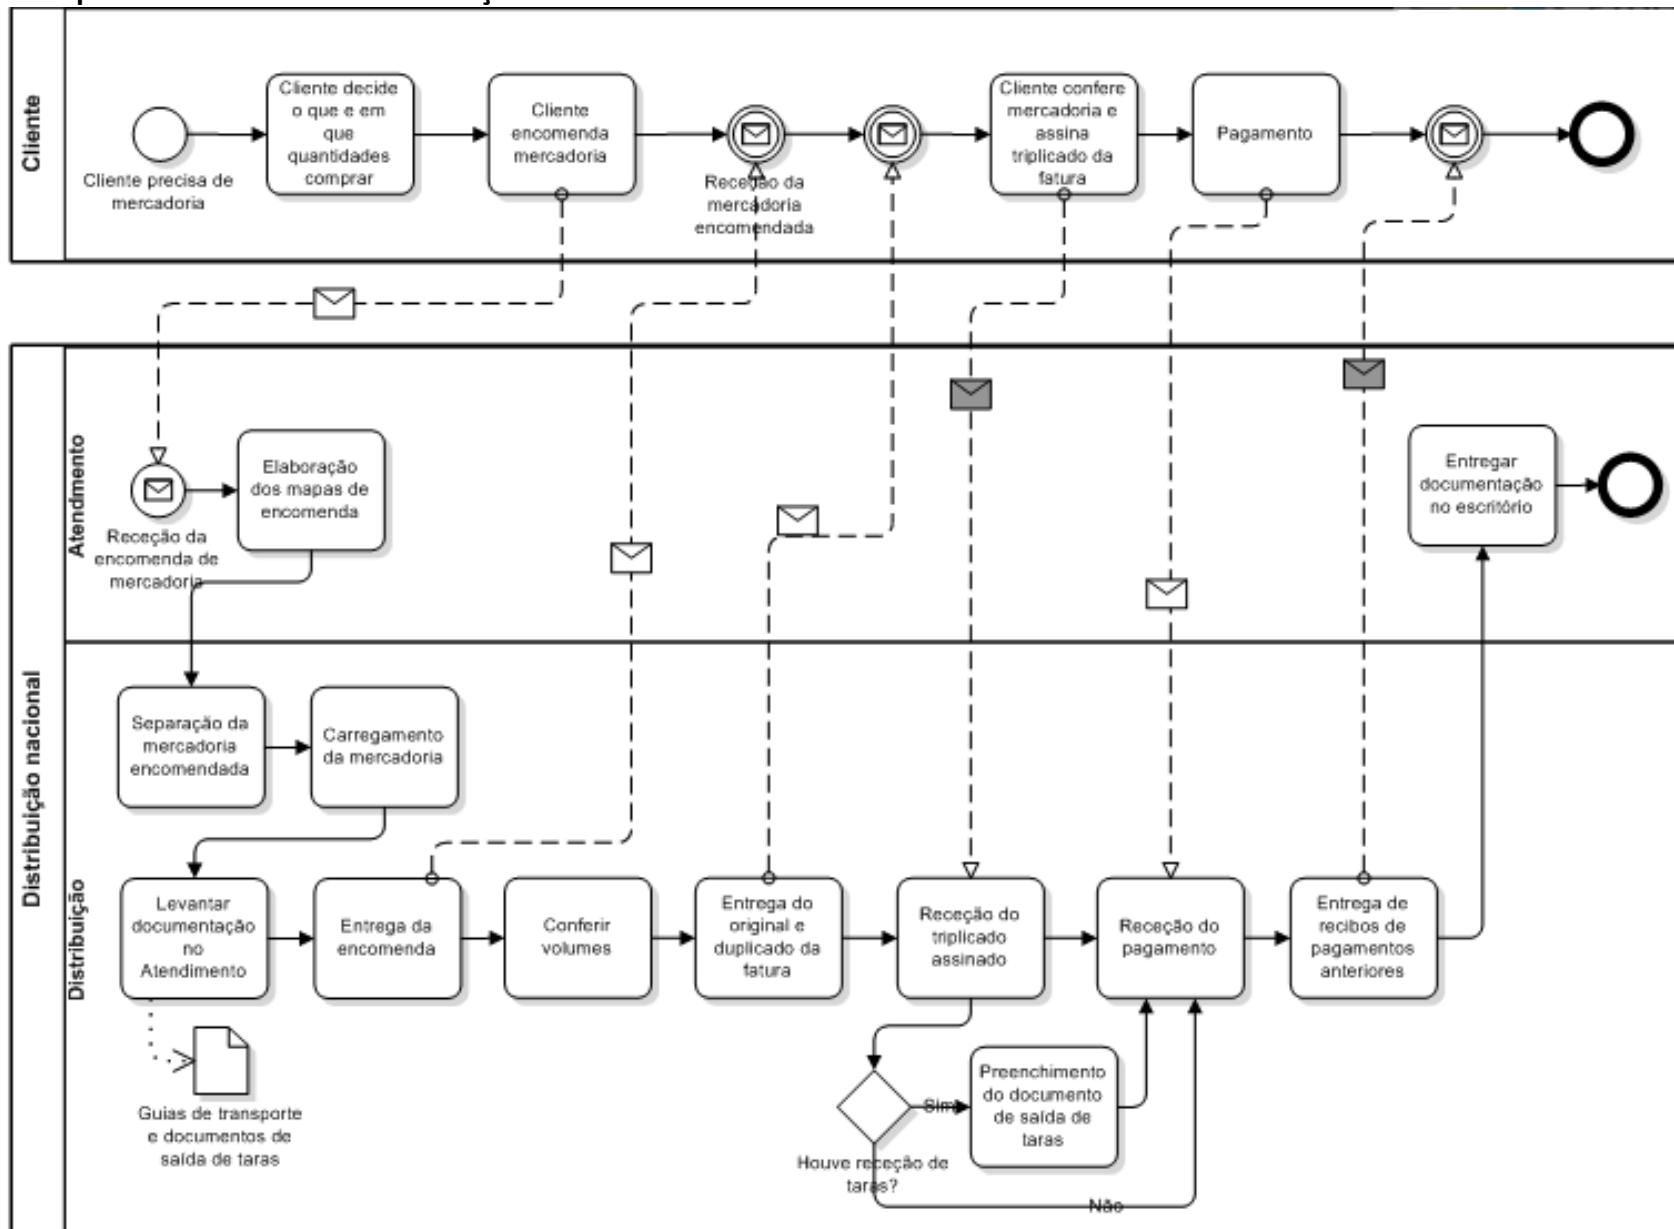 Cliente
Cliente precisa de
mercadoria
Cliente decide
o que e em
que
quantidades
comprar
Cliente
encomenda
mercadoria
Receção da
mercadoria
encomendada
Cliente confere
mercadoria e
assina
triplicado da
fatura
Pagamento
Distribuição nacional
Atendmento
Receção da
encomenda de
mercadoria
Elaboração
dos mapas de
encomenda
Entregar
documentação
no escritório
Distribuição
Separação da
mercadoria
encomendada
Carregamento
da mercadoria
Levantar
documentação
no
Atendimento
Entrega da
encomenda
Conferir
volumes
Entrega do
original e
duplicado da
fatura
Receção do
triplicado
assinado
Receção do
pagamento
Entrega de
recibos de
pagamentos
anteriores
Guias de transporte
e documentos de
saída de taras
Houve receção de
taras?
Sim
Preenchimento
do documento
de saída de
taras
Não